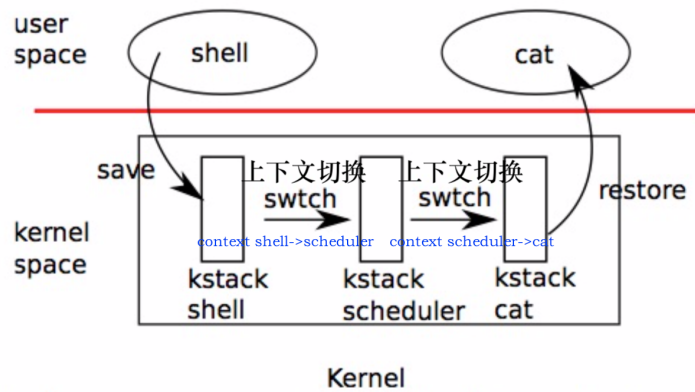 user
space
shell
cat
save
上下文切换
上下文切换
swtch
swtch
restore
context shell->scheduler
context scheduler->cat
kernel
space
kstack
shell
kstack
scheduler
kstack
cat
Kernel